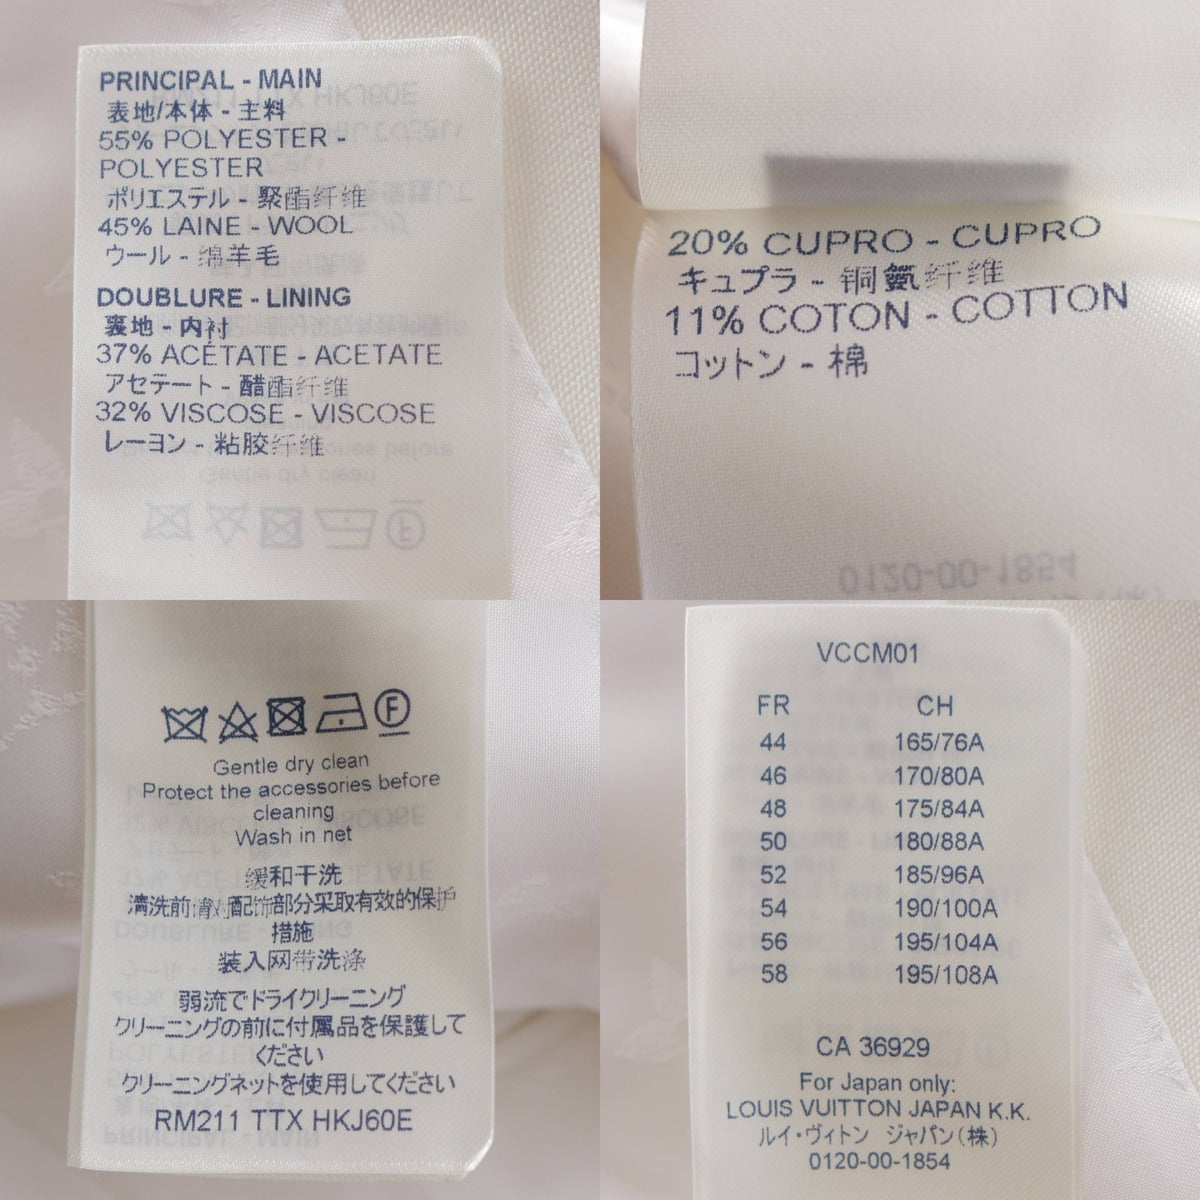 PRINCIPAL - MAIN
表地/本体 - 主料
55% POLYESTER -
POLYESTER
ポリエステル - 聚酯纤维
45% LAINE - WOOL
ウール - 绵羊毛
DOUBLURE - LINING
裏地 - 内衬
37% ACÉTATE - ACETATE
アセテート - 醋酯纤维
32% VISCOSE - VISCOSE
レーヨン - 粘胶纤维
20% CUPRO - CUPRO
キュプラ - 铜氨纤维
11% COTON - COTTON
コットン - 棉
0120-00-1854
F
Gentle dry clean
Protect the accessories before
cleaning
Wash in net
缓和干洗
清洗前请对配饰部分采取有效的保护
措施
装入网带洗涤
弱流でドライクリーニング
クリーニングの前に付属品を保護して
ください
クリーニングネットを使用してください
RM211 TTX HKJ60E
VCCM01
FR CH
44 165/76A
46 170/80A
48 175/84A
50 180/88A
52 185/96A
54 190/100A
56 195/104A
58 195/108A
CA 36929
For Japan only:
LOUIS VUITTON JAPAN K.K.
ルイ・ヴィトン ジャパン(株)
0120-00-1854